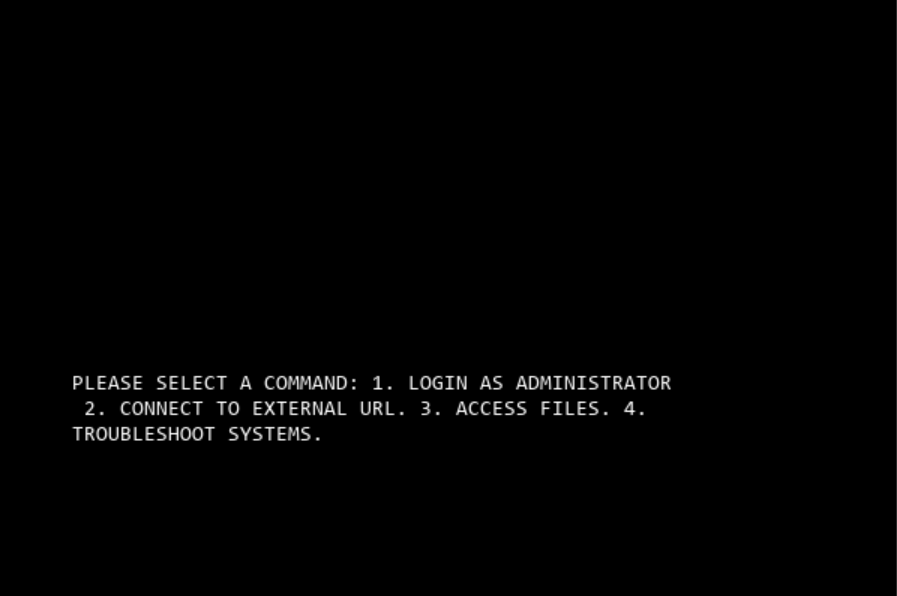 PLEASE SELECT A COMMAND: 1. LOGIN AS ADMINISTRATOR
2. CONNECT TO EXTERNAL URL. 3. ACCESS FILES. 4.
TROUBLESHOOT SYSTEMS.